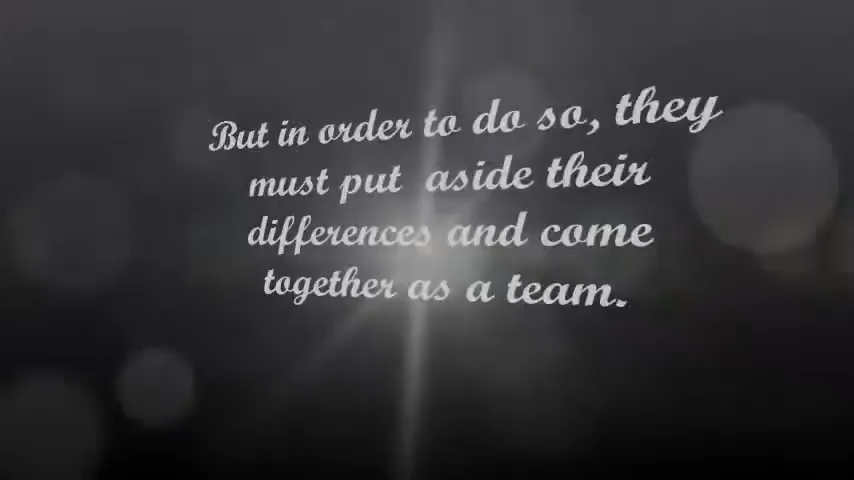 But in order to do so, they
must put aside their
differences and come
together as a team.